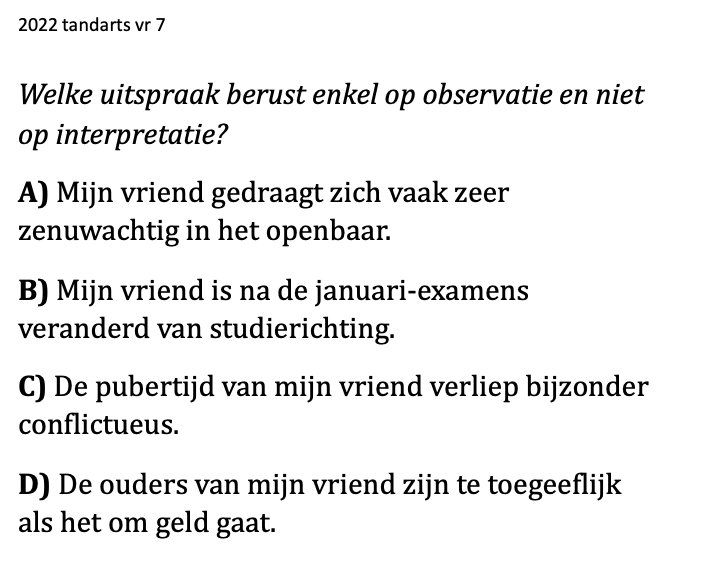 2022 tandarts vr 7
Welke uitspraak berust enkel op observatie en niet
op interpretatie?
A) Mijn vriend gedraagt zich vaak zeer
zenuwachtig in het openbaar.
B) Mijn vriend is na de januari-examens
veranderd van studierichting.
C) De pubertijd van mijn vriend verliep bijzonder
conflictueus.
D) De ouders van mijn vriend zijn te toegeeflijk
als het om geld gaat.